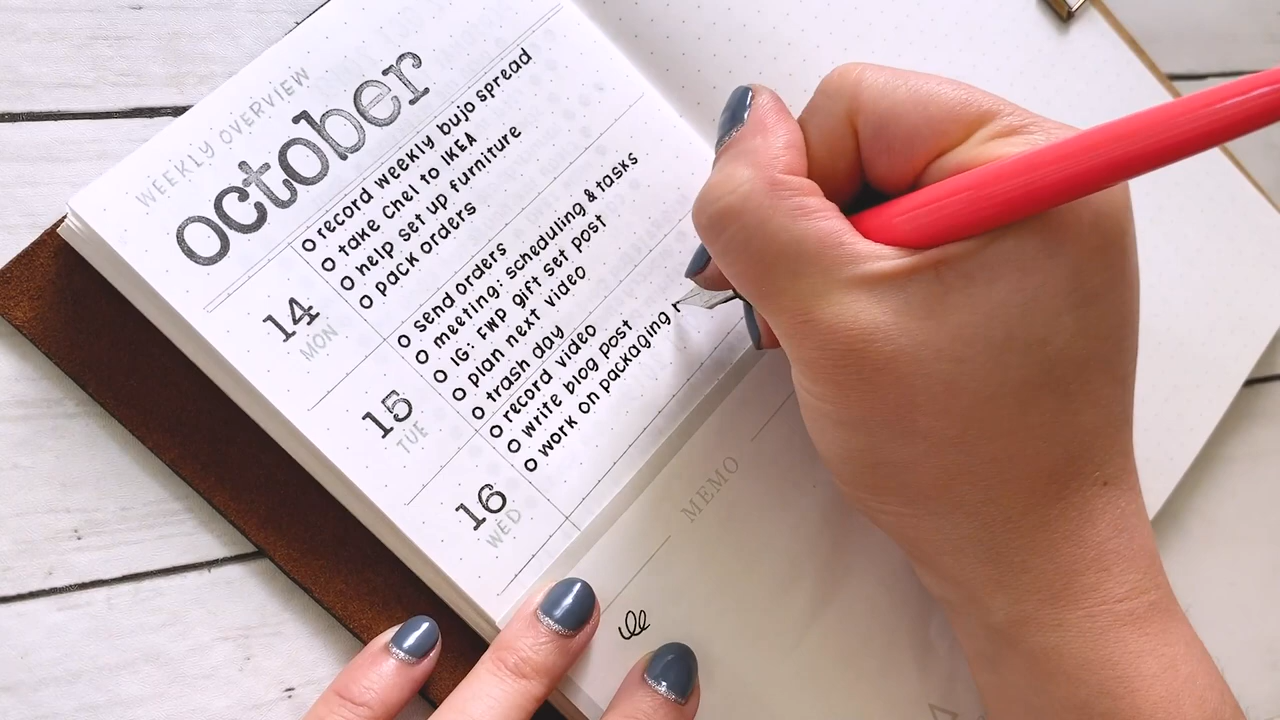 WEEKLY OVERVIEW
october
14
MON
O record weekly bujo spread
O take Chel to IKEA
O help set up furniture
O pack orders
15
TUE
O send orders
O meeting: scheduling & tasks
O IG: FWP gift set post
O plan next video
O trash day
16
WED
O record video
O write blog post
O work on packaging r
MEMO